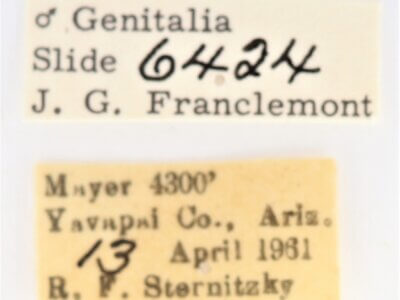 ♂ Genitalia
Slide 6424
J. G. Franclemont
Mayer 4300'
Yavapai Co., Ariz.
13 April 1961
R. F. Sternitzky